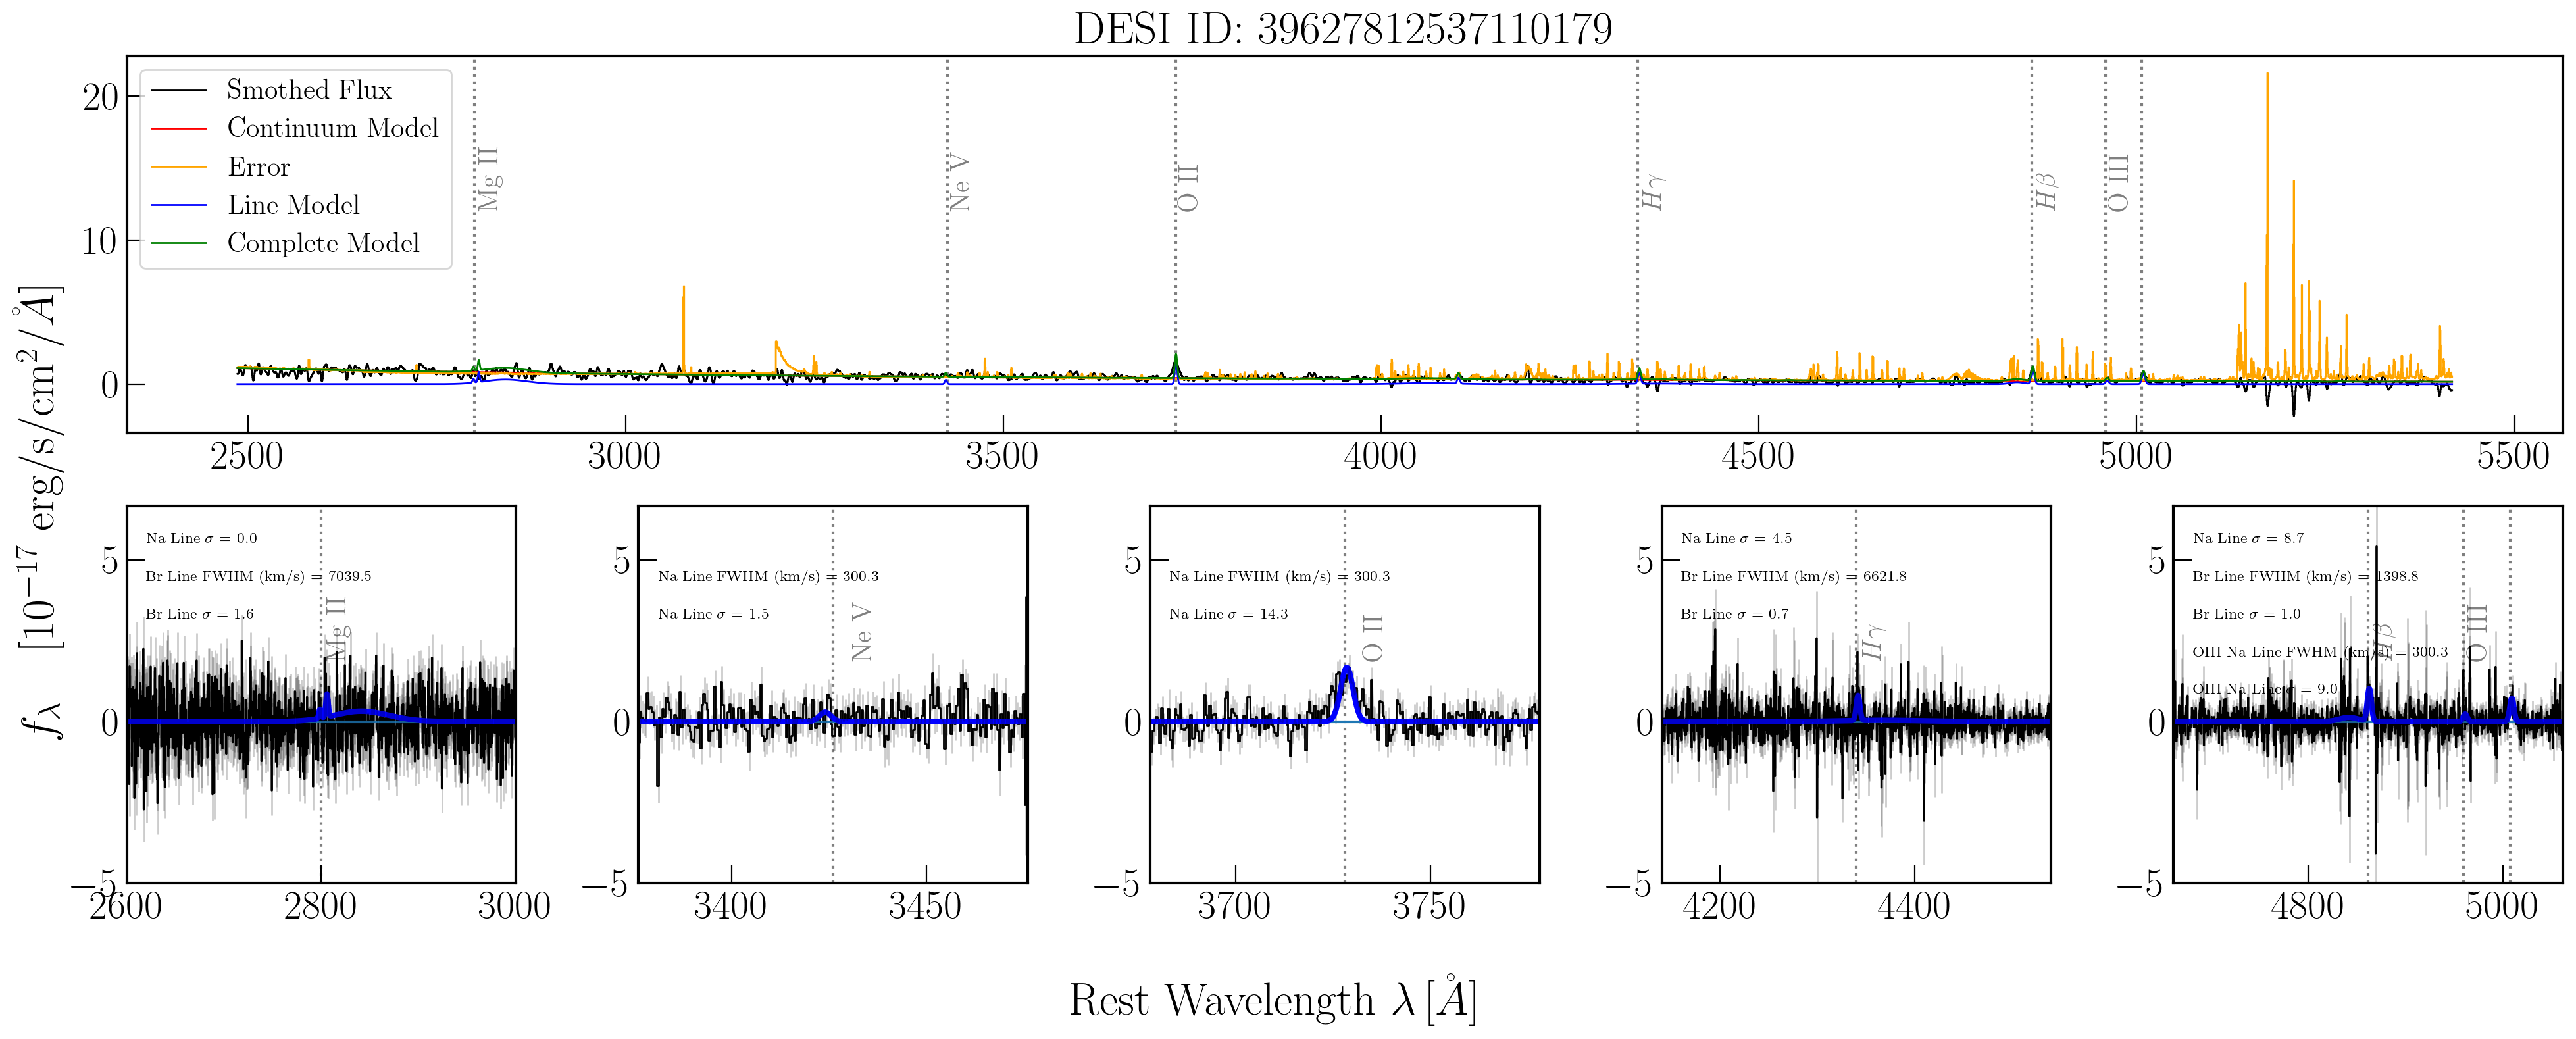 DESI ID: 39627812537110179
Smothed Flux
Continuum Model
Error
Line Model
Complete Model
Mg II
Ne V
O II
Hγ
Hβ
O III
20
10
0
2500 3000 3500 4000 4500 5000 5500
f_λ [10^−17 erg/s/cm²/Å]
Na Line σ = 0.0
Br Line FWHM (km/s) = 7039.5
Br Line σ = 1.6
Mg II
5
0
−5
2600 2800 3000
Na Line FWHM (km/s) = 300.3
Na Line σ = 1.5
Ne V
5
0
−5
3400 3450
Na Line FWHM (km/s) = 300.3
Na Line σ = 14.3
O II
5
0
−5
3700 3750
Na Line σ = 4.5
Br Line FWHM (km/s) = 6621.8
Br Line σ = 0.7
Hγ
5
0
−5
4200 4400
Na Line σ = 8.7
Br Line FWHM (km/s) = 1398.8
Br Line σ = 1.0
OIII Na Line FWHM (km/s) = 300.3
OIII Na Line σ = 9.0
Hβ
O III
5
0
−5
4800 5000
Rest Wavelength λ [Å]